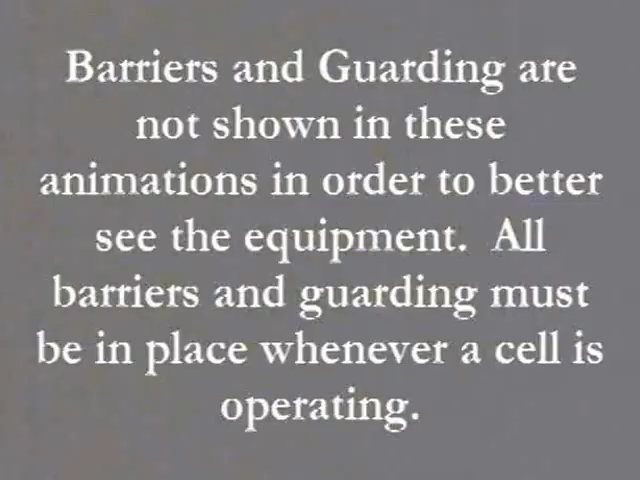 Barriers and Guarding are
not shown in these
animations in order to better
see the equipment.  All
barriers and guarding must
be in place whenever a cell is
operating.